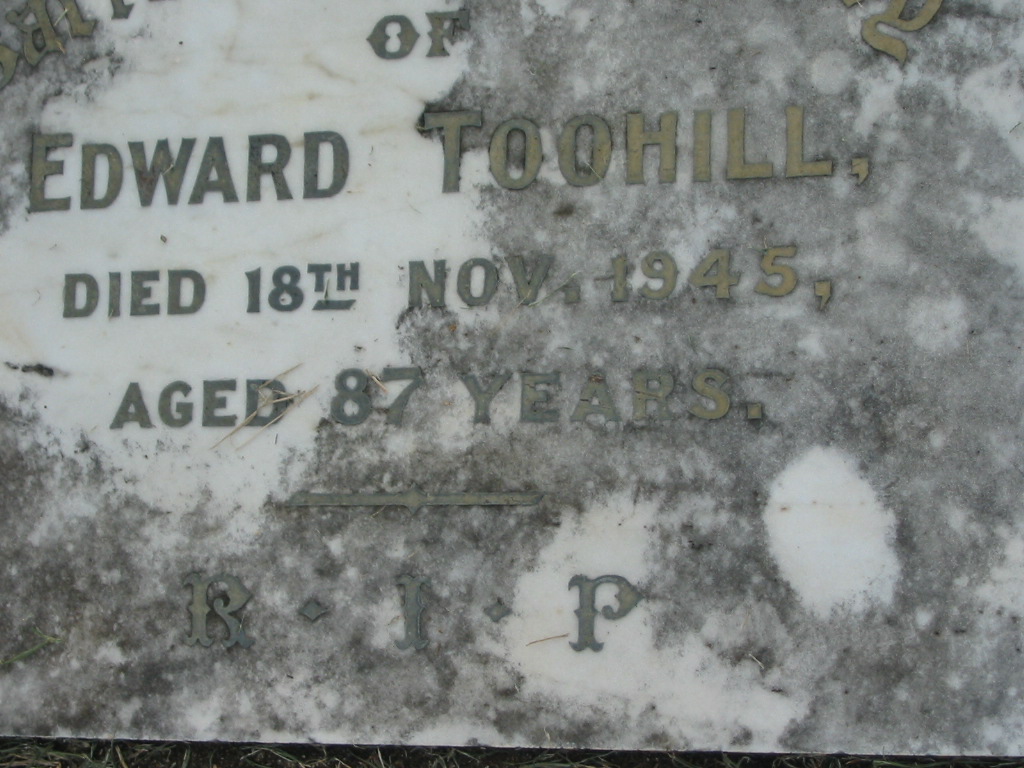 OF
EDWARD TOOHILL,
DIED 18TH NOV. 1945,
AGED 87 YEARS.
R · I · P